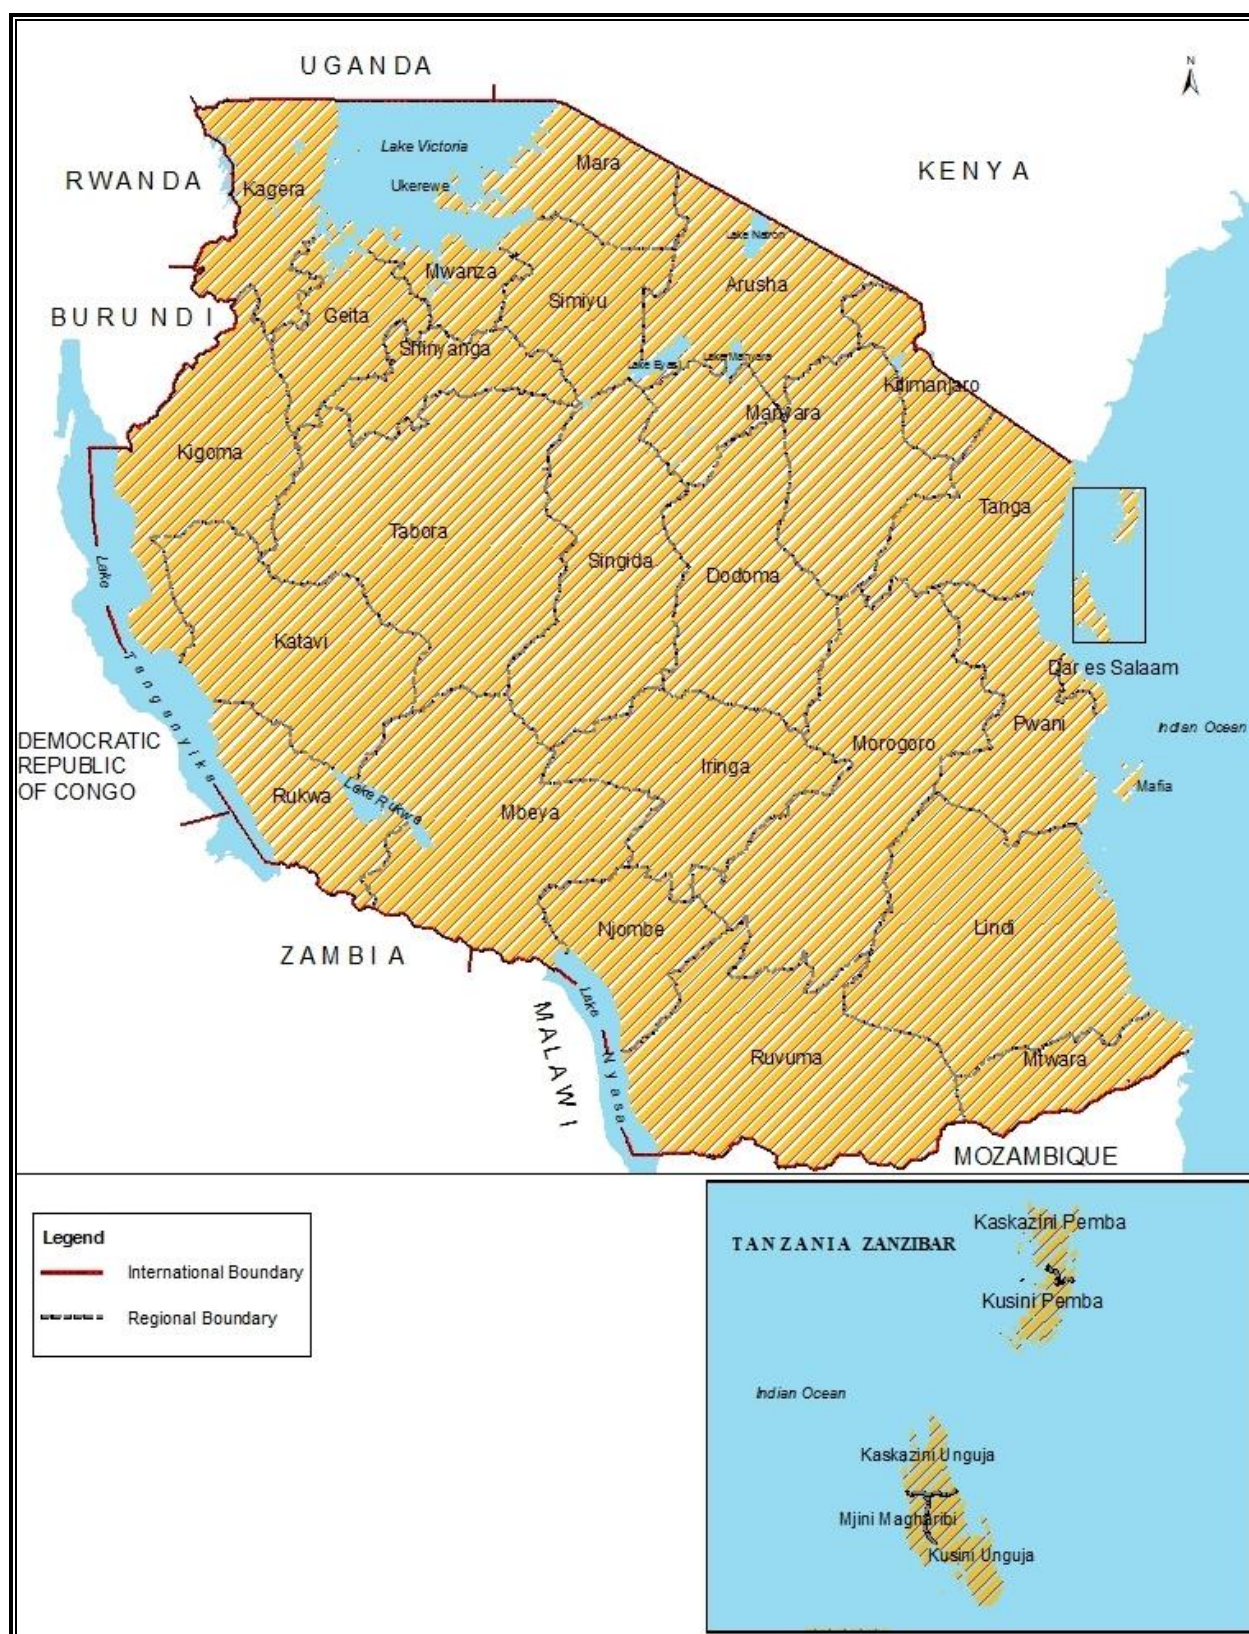 UGANDA
N
Lake Victoria
Mara
KENYA
RWANDA
Kagera
Ukerewe
Lake Natron
Mwanza
Arusha
Simiyu
BURUNDI
Geita
Shinyanga
Lake Eyasi
Lake Manyara
Kilimanjaro
Manyara
Kigoma
Tanga
Tabora
Singida
Dodoma
Lake Tanganyika
Katavi
Dar es Salaam
Pwani
Indian Ocean
DEMOCRATIC
REPUBLIC
OF CONGO
Morogoro
Iringa
Rukwa
Lake Rukwa
Mbeya
Mafia
Njombe
Lindi
ZAMBIA
Lake Nyasa
MALAWI
Ruvuma
Mtwara
MOZAMBIQUE
Legend
International Boundary
Regional Boundary
TANZANIA ZANZIBAR
Kaskazini Pemba
Kusini Pemba
Indian Ocean
Kaskazini Unguja
Mjini Magharibi
Kusini Unguja